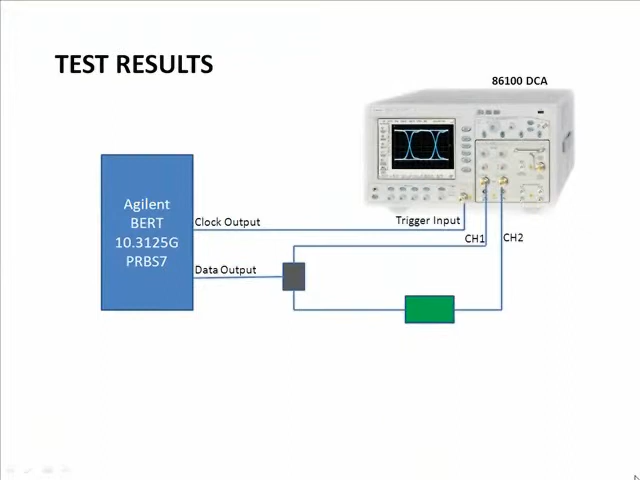 TEST RESULTS
86100 DCA
Agilent
BERT
10.3125G
PRBS7
Clock Output
Trigger Input
CH1
CH2
Data Output